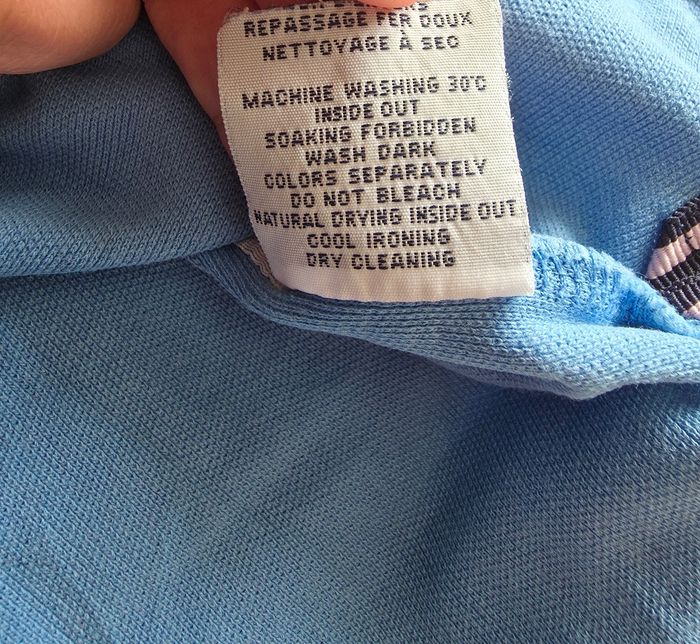 REPASSAGE FER DOUX
NETTOYAGE À SEC
MACHINE WASHING 30°C
INSIDE OUT
SOAKING FORBIDDEN
WASH DARK
COLORS SEPARATELY
DO NOT BLEACH
NATURAL DRYING INSIDE OUT
COOL IRONING
DRY CLEANING